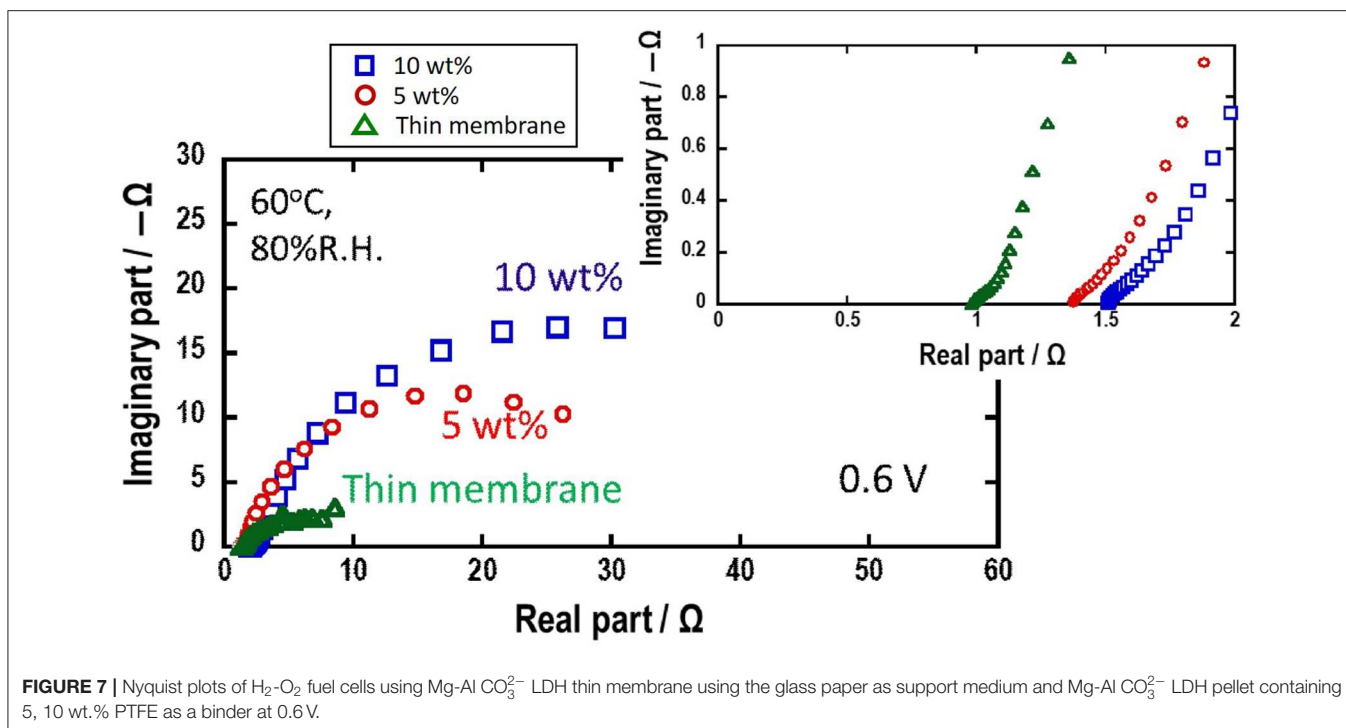 10 wt%
5 wt%
Thin membrane
30
25
20
15
10
5
0
Imaginary part / −Ω
60°C,
80%R.H.
10 wt%
5 wt%
Thin membrane
0.6 V
0 10 20 30 40 50 60
Real part / Ω
1
0.8
0.6
0.4
0.2
0
Imaginary part / −Ω
0 0.5 1 1.5 2
Real part / Ω
FIGURE 7 | Nyquist plots of H₂-O₂ fuel cells using Mg-Al CO₃²⁻ LDH thin membrane using the glass paper as support medium and Mg-Al CO₃²⁻ LDH pellet containing
5, 10 wt.% PTFE as a binder at 0.6 V.